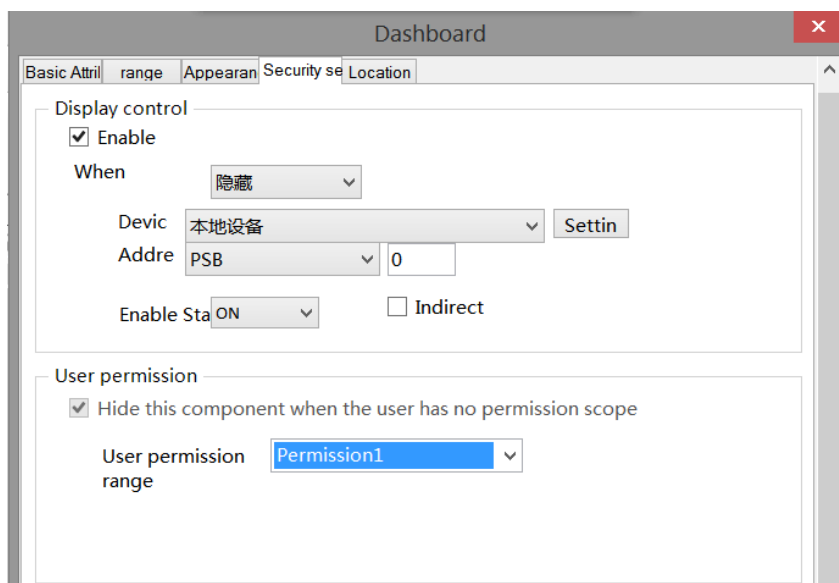 Dashboard
Basic Attril range Appearan Security se Location
Display control
Enable
When 隐藏
Devic 本地设备 Settin
Addre PSB 0
Enable Sta ON Indirect
User permission
Hide this component when the user has no permission scope
User permission Permission1
range